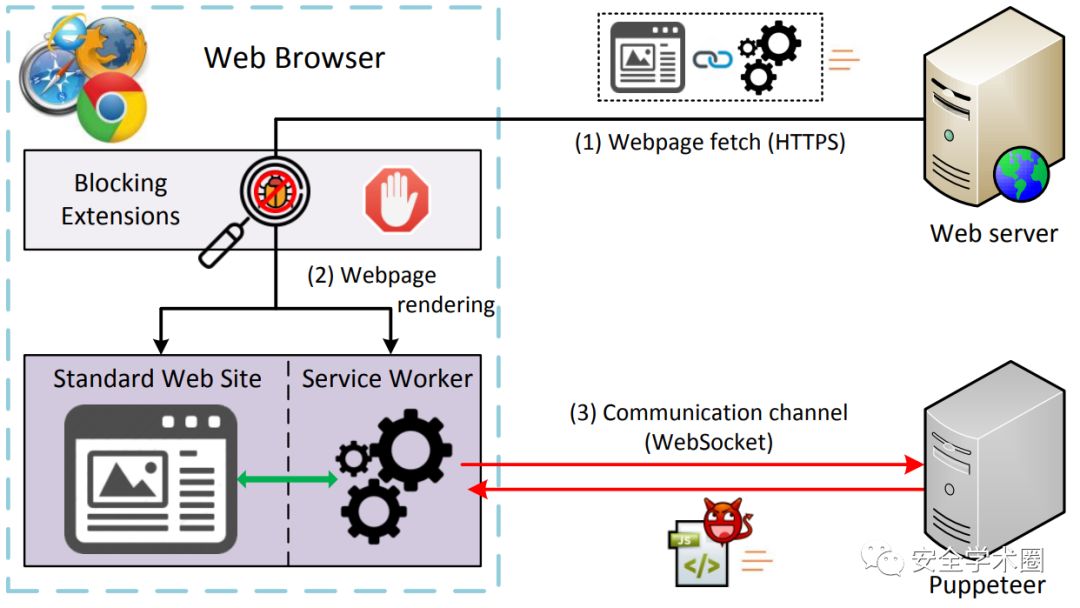 Web Browser
(1) Webpage fetch (HTTPS)
Blocking
Extensions
Web server
(2) Webpage
rendering
Standard Web Site
Service Worker
(3) Communication channel
(WebSocket)
JS
</>
安全学术圈
Puppeteer